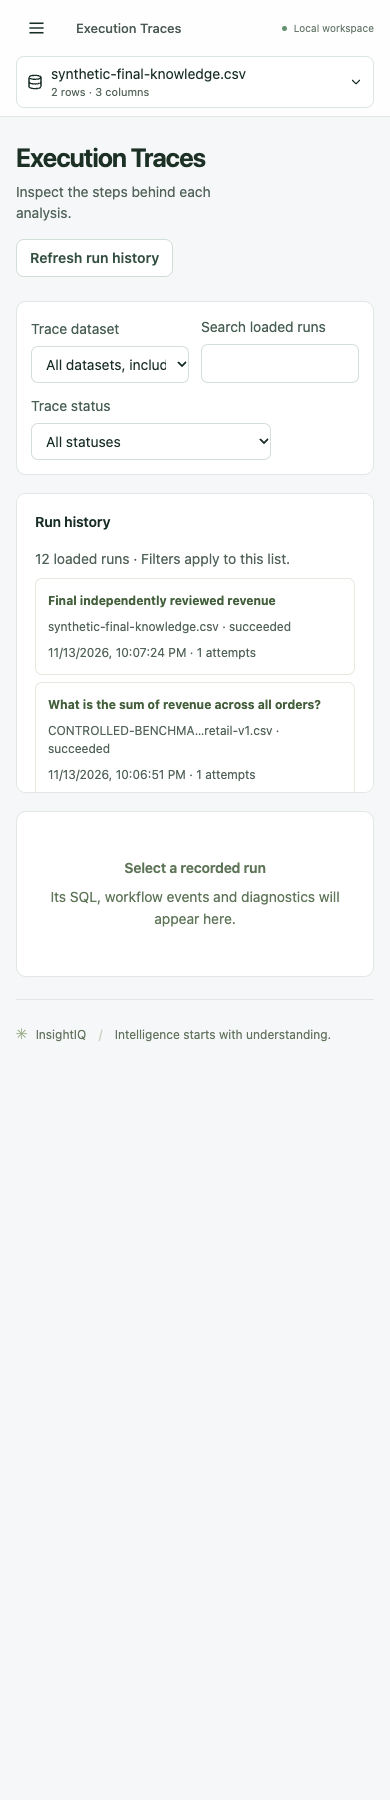 Execution Traces
Local workspace
synthetic-final-knowledge.csv
2 rows · 3 columns
Execution Traces
Inspect the steps behind each
analysis.
Refresh run history
Trace dataset
Search loaded runs
All datasets, includ
Trace status
All statuses
Run history
12 loaded runs · Filters apply to this list.
Final independently reviewed revenue
synthetic-final-knowledge.csv · succeeded
11/13/2026, 10:07:24 PM · 1 attempts
What is the sum of revenue across all orders?
CONTROLLED-BENCHMA...retail-v1.csv ·
succeeded
11/13/2026, 10:06:51 PM · 1 attempts
Select a recorded run
Its SQL, workflow events and diagnostics will
appear here.
InsightIQ / Intelligence starts with understanding.